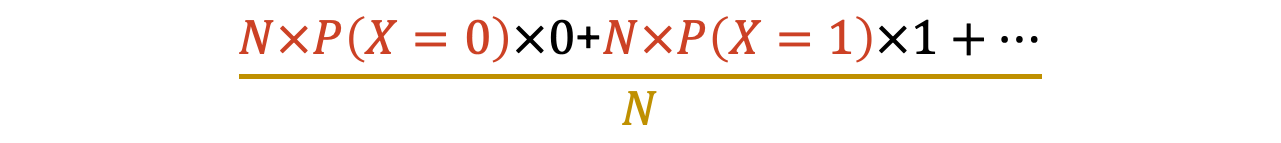 N×P(X = 0)×0+N×P(X = 1)×1 + ⋯
N